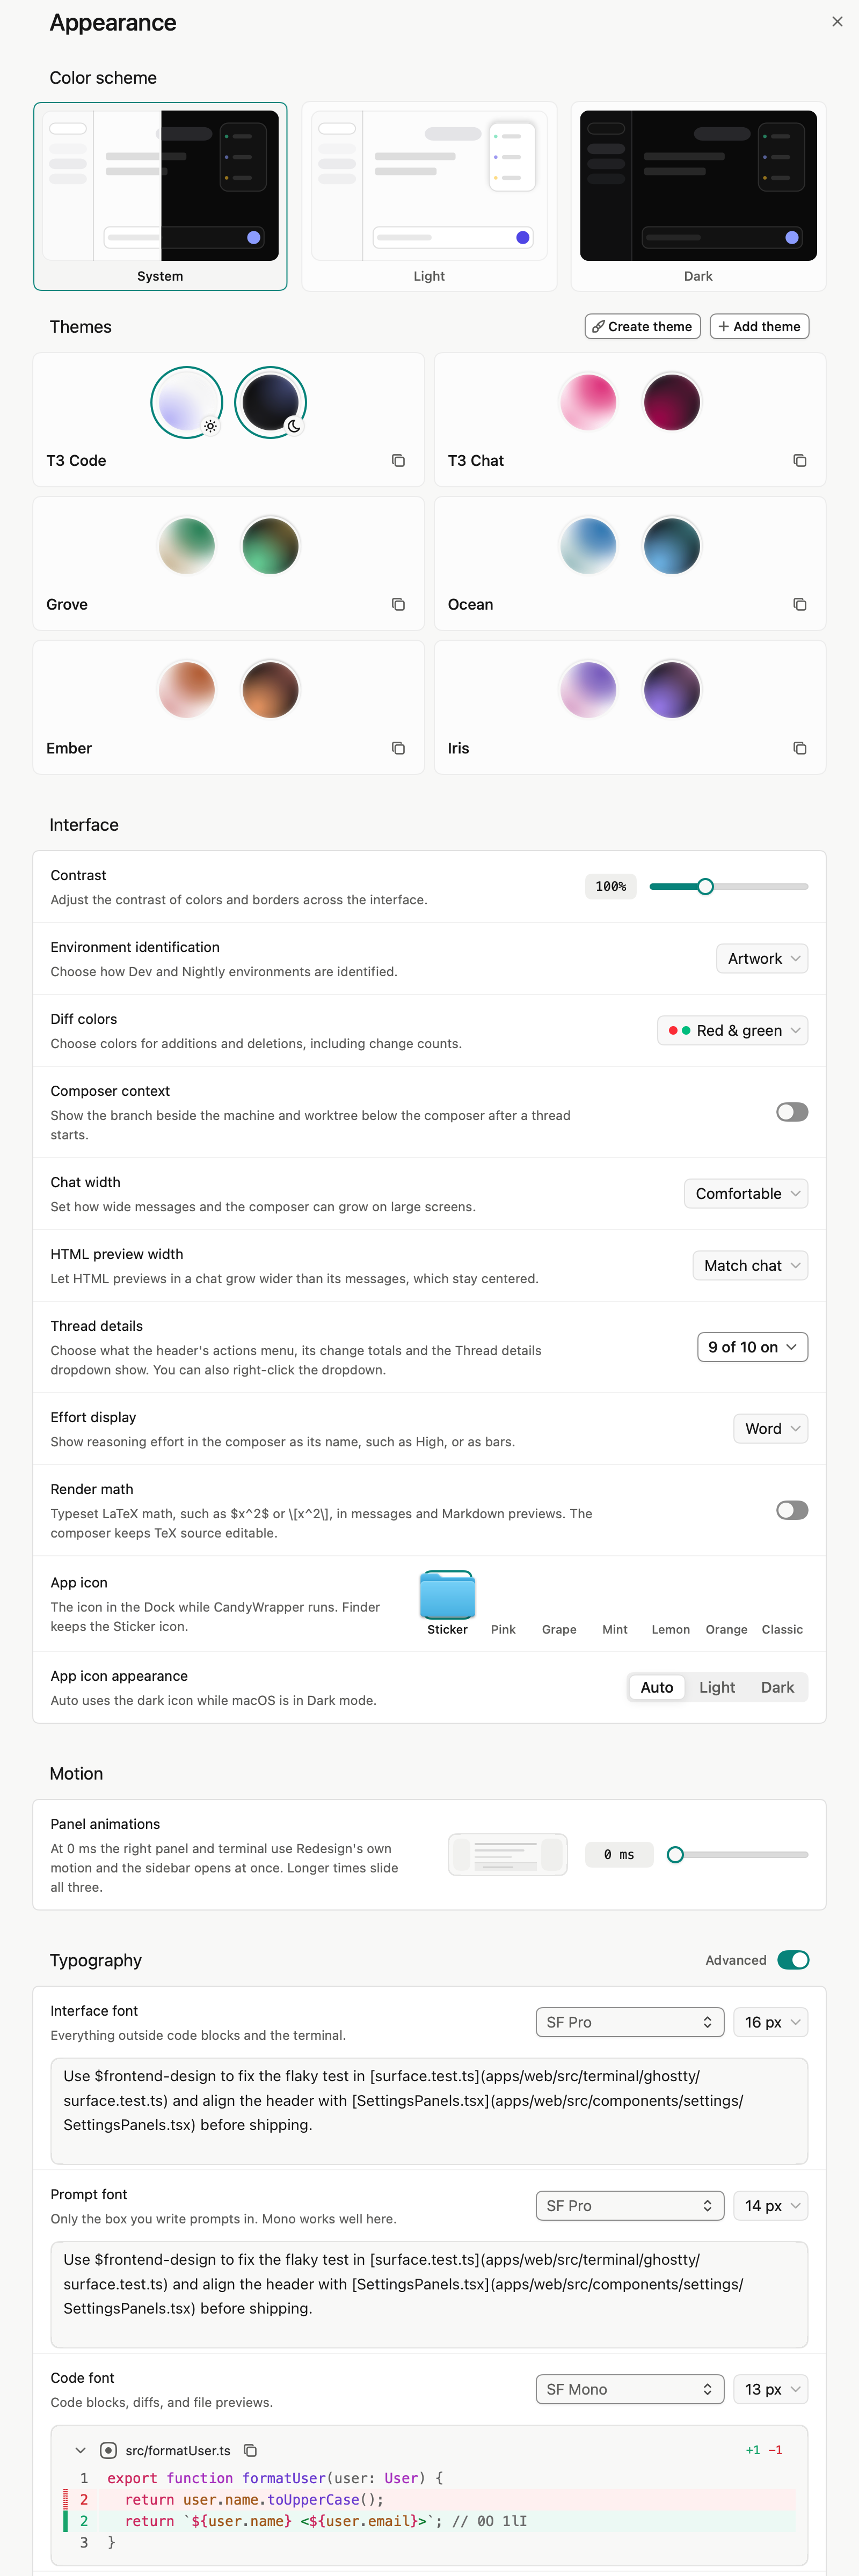 Appearance
Color scheme
System
Light
Dark
Themes
Create theme
Add theme
T3 Code
T3 Chat
Grove
Ocean
Ember
Iris
Interface
Contrast
Adjust the contrast of colors and borders across the interface.
100%
Environment identification
Choose how Dev and Nightly environments are identified.
Artwork
Diff colors
Choose colors for additions and deletions, including change counts.
Red & green
Composer context
Show the branch beside the machine and worktree below the composer after a thread
starts.
Chat width
Set how wide messages and the composer can grow on large screens.
Comfortable
HTML preview width
Let HTML previews in a chat grow wider than its messages, which stay centered.
Match chat
Thread details
Choose what the header's actions menu, its change totals and the Thread details
dropdown show. You can also right-click the dropdown.
9 of 10 on
Effort display
Show reasoning effort in the composer as its name, such as High, or as bars.
Word
Render math
Typeset LaTeX math, such as $x^2$ or \[x^2\], in messages and Markdown previews. The
composer keeps TeX source editable.
App icon
The icon in the Dock while CandyWrapper runs. Finder
keeps the Sticker icon.
Sticker
Pink
Grape
Mint
Lemon
Orange
Classic
App icon appearance
Auto uses the dark icon while macOS is in Dark mode.
Auto
Light
Dark
Motion
Panel animations
At 0 ms the right panel and terminal use Redesign's own
motion and the sidebar opens at once. Longer times slide
all three.
0 ms
Typography
Advanced
Interface font
Everything outside code blocks and the terminal.
SF Pro
16 px
Use $frontend-design to fix the flaky test in [surface.test.ts](apps/web/src/terminal/ghostty/
surface.test.ts) and align the header with [SettingsPanels.tsx](apps/web/src/components/settings/
SettingsPanels.tsx) before shipping.
Prompt font
Only the box you write prompts in. Mono works well here.
SF Pro
14 px
Use $frontend-design to fix the flaky test in [surface.test.ts](apps/web/src/terminal/ghostty/
surface.test.ts) and align the header with [SettingsPanels.tsx](apps/web/src/components/settings/
SettingsPanels.tsx) before shipping.
Code font
Code blocks, diffs, and file previews.
SF Mono
13 px
src/formatUser.ts
+1 −1
1 export function formatUser(user: User) {
2 return user.name.toUpperCase();
2 return `${user.name} <${user.email}>`; // 0O 1lI
3 }